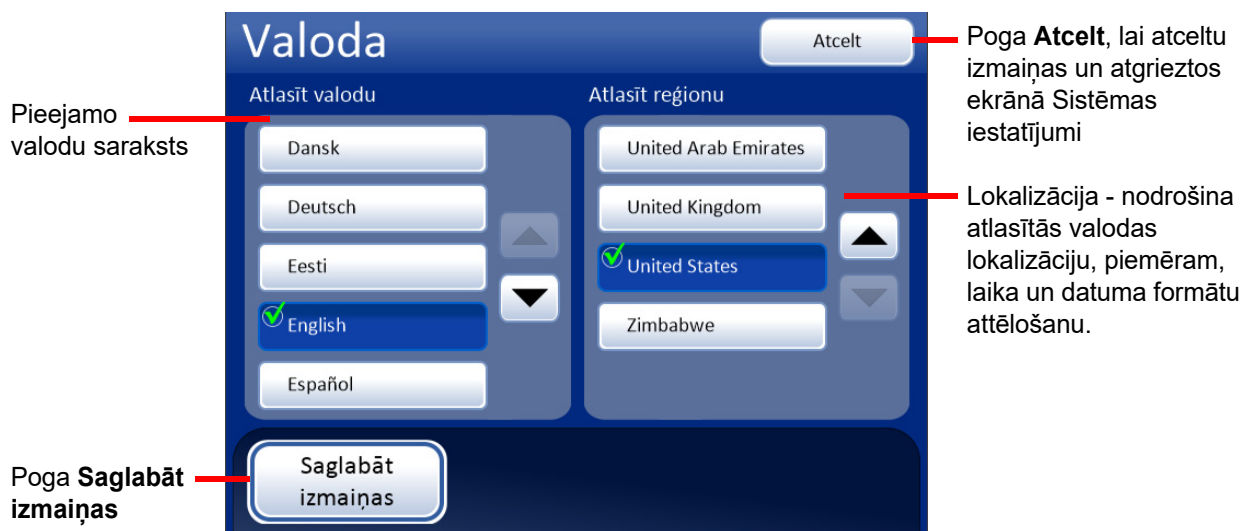 Valoda
Atcelt
Atlasīt valodu
Atlasīt reģionu
Dansk
Deutsch
Eesti
English
Español
United Arab Emirates
United Kingdom
United States
Zimbabwe
Saglabāt
izmaiņas
Pieejamo
valodu saraksts
Poga Saglabāt
izmaiņas
Poga Atcelt, lai atceltu
izmaiņas un atgrieztos
ekrānā Sistēmas
iestatījumi
Lokalizācija - nodrošina
atlasītās valodas
lokalizāciju, piemēram,
laika un datuma formātu
attēlošanu.